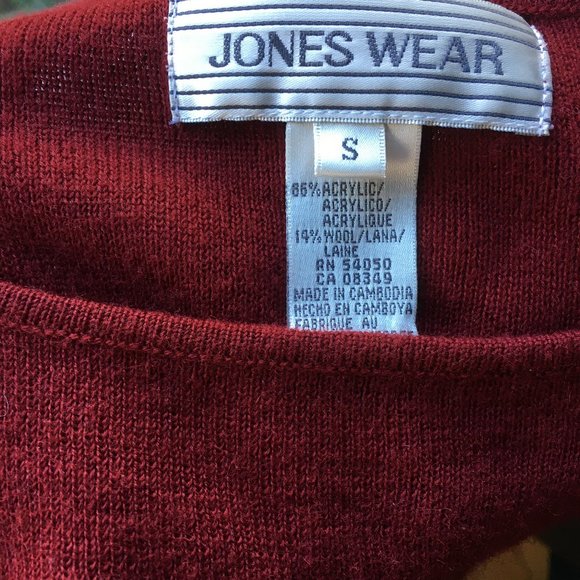 JONES WEAR
S
86% ACRYLIC/
ACRYLICO/
ACRYLIQUE
14% WOOL/LANA/
LAINE
RN 54050
CA 08349
MADE IN CAMBODIA
HECHO EN CAMBOYA
FABRIQUE AU